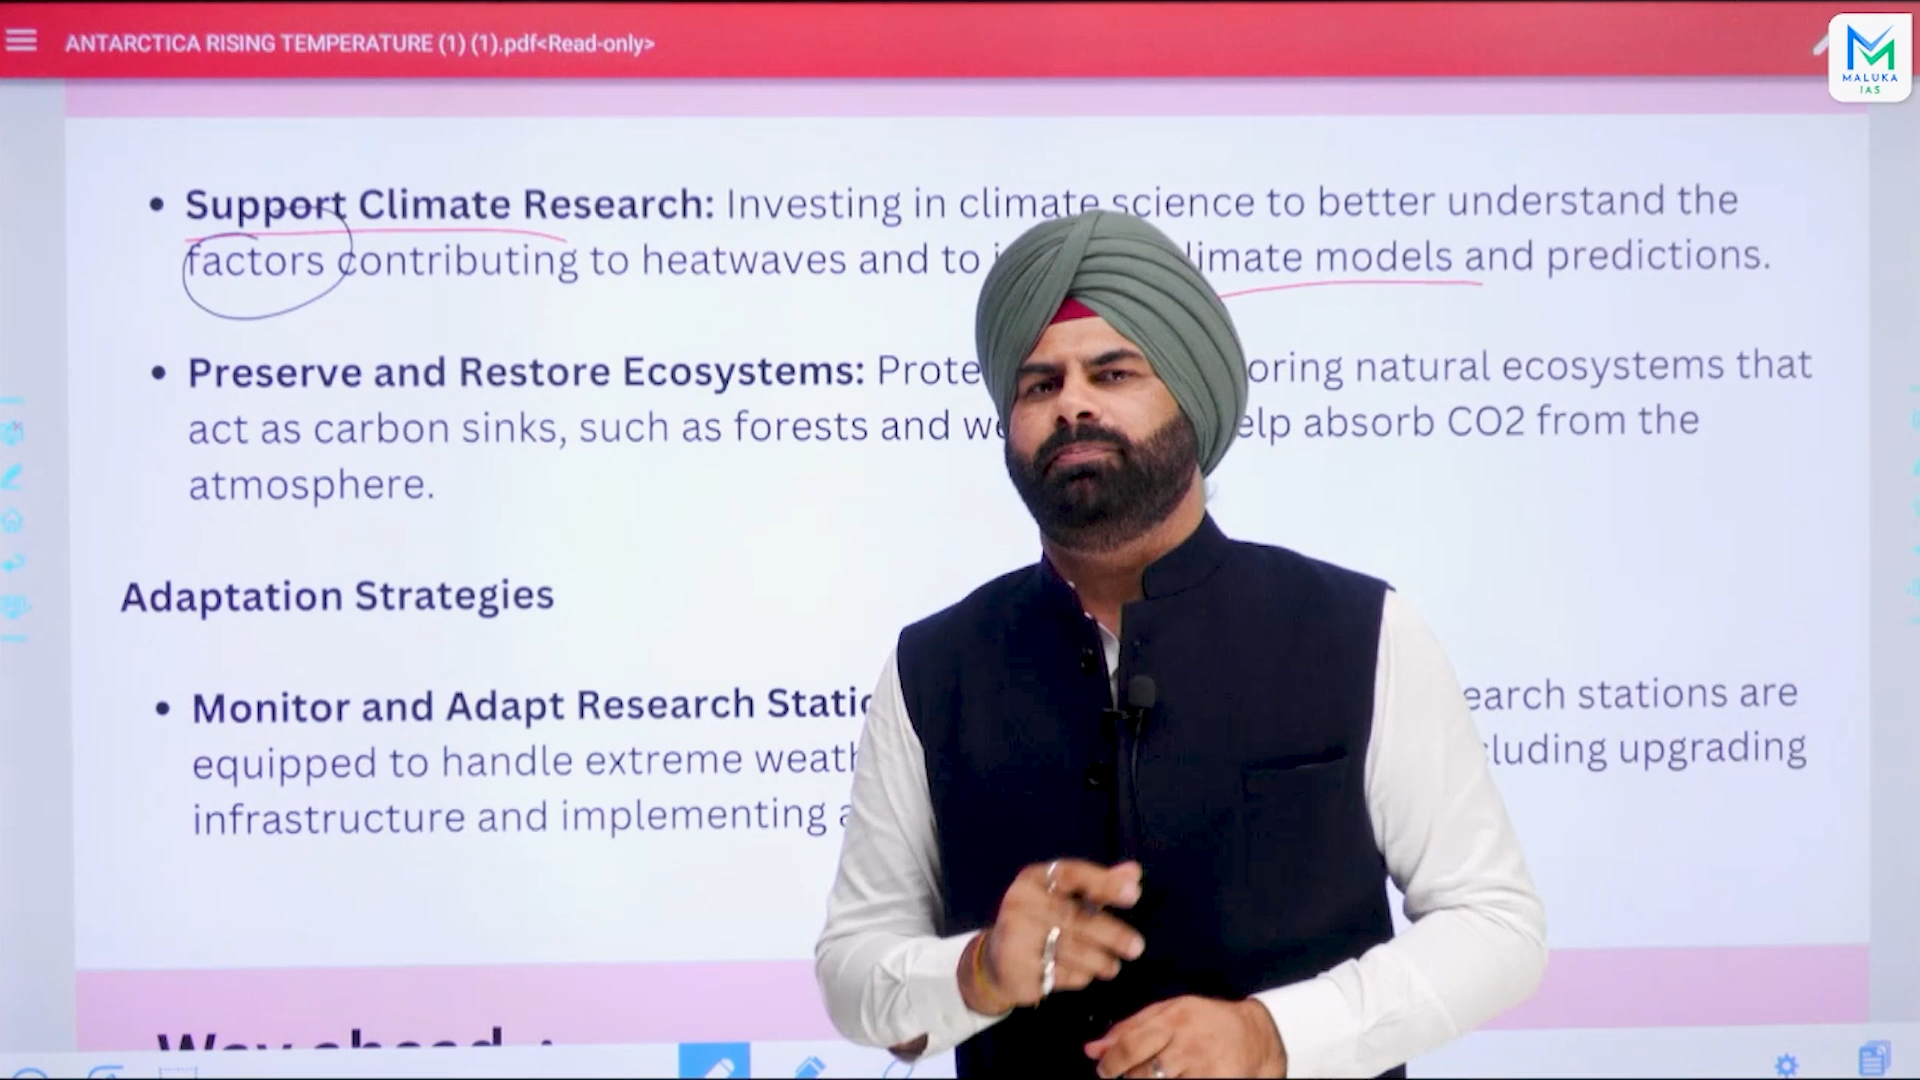 ANTARCTICA RISING TEMPERATURE (1) (1).pdf<Read-only>
MALUKA
IAS
• Support Climate Research: Investing in climate science to better understand the
factors contributing to heatwaves and to limate models and predictions.
• Preserve and Restore Ecosystems: Prote oring natural ecosystems that
act as carbon sinks, such as forests and we elp absorb CO2 from the
atmosphere.
Adaptation Strategies
• Monitor and Adapt Research Static earch stations are
equipped to handle extreme weath cluding upgrading
infrastructure and implementing
Way ahead :